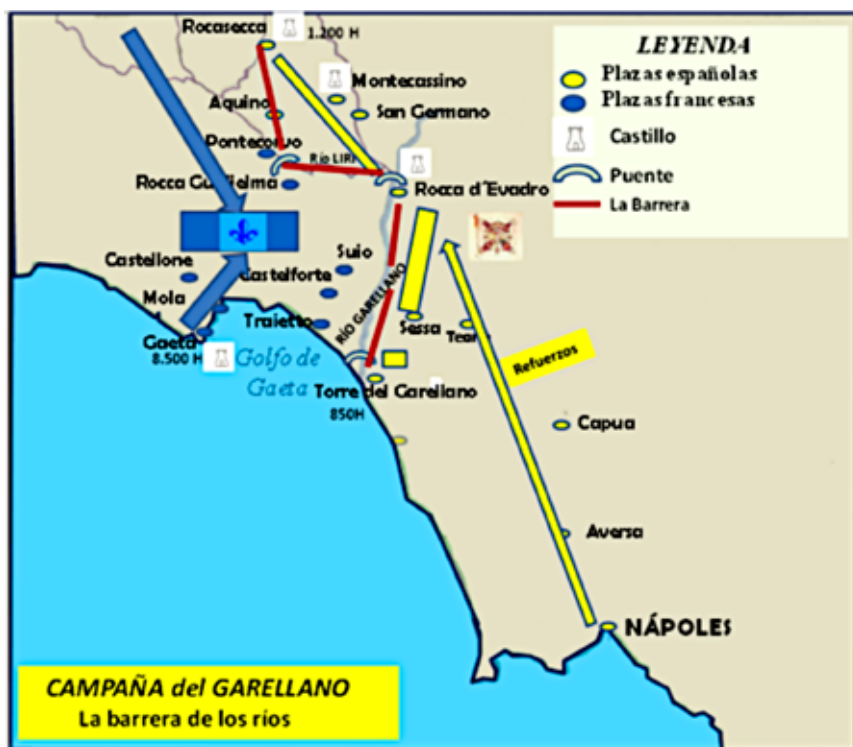 Rocasecca
1.200 H
Montecassino
Aquino
San Germano
Pontecorvo
Río LIRI
Rocca Guglielma
Rocca d´Evadro
Castellone
Suio
Castelforte
Mola
RÍO GARELLANO
Traietto
Sessa
Gaeta
8.500 H
Golfo de
Gaeta
Torre del Garellano
850H
Refuerzos
Capua
Aversa
NÁPOLES
LEYENDA
Plazas españolas
Plazas francesas
Castillo
Puente
La Barrera
CAMPAÑA del GARELLANO
La barrera de los ríos